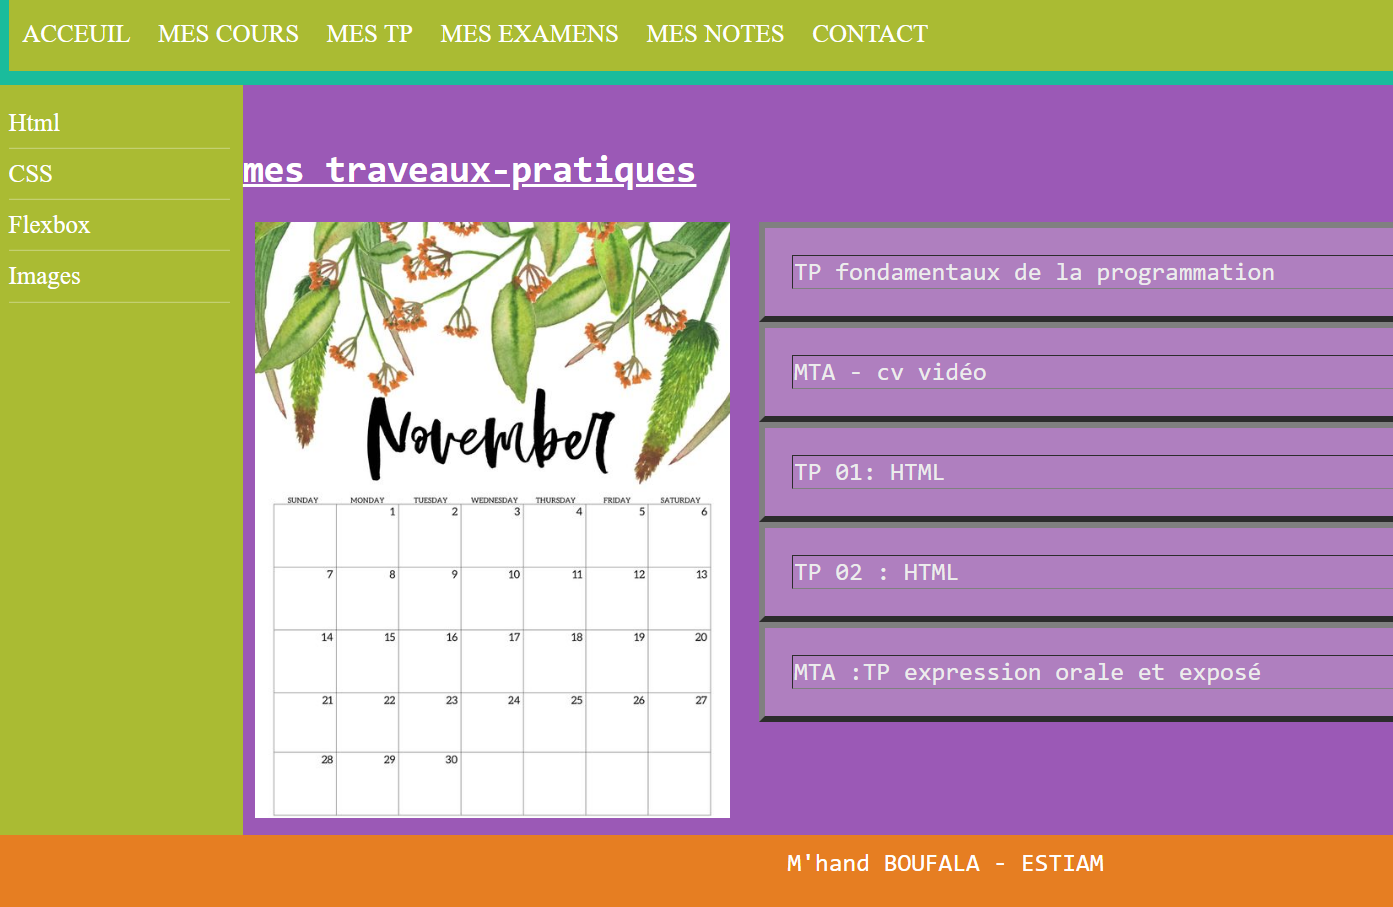 ACCEUIL MES COURS MES TP MES EXAMENS MES NOTES CONTACT
Html
CSS
Flexbox
Images
mes traveaux-pratiques
November
SUNDAY MONDAY TUESDAY WEDNESDAY THURSDAY FRIDAY SATURDAY
1 2 3 4 5 6
7 8 9 10 11 12 13
14 15 16 17 18 19 20
21 22 23 24 25 26 27
28 29 30
TP fondamentaux de la programmation
MTA - cv vidéo
TP 01: HTML
TP 02 : HTML
MTA :TP expression orale et exposé
M'hand BOUFALA - ESTIAM